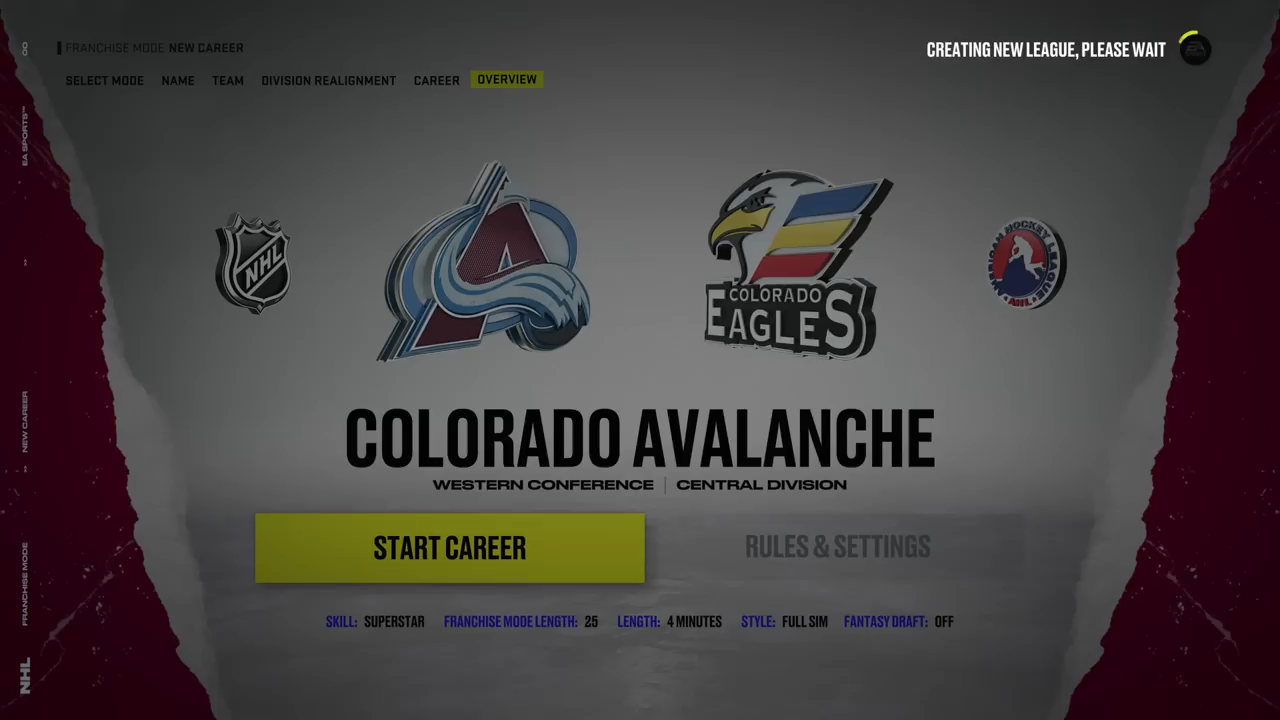 FRANCHISE MODE NEW CAREER
CREATING NEW LEAGUE, PLEASE WAIT
SELECT MODE NAME TEAM DIVISION REALIGNMENT CAREER OVERVIEW
EA SPORTS™
NEW CAREER
FRANCHISE MODE
NHL
NHL
COLORADO
EAGLES
AMERICAN HOCKEY LEAGUE
AHL
COLORADO AVALANCHE
WESTERN CONFERENCE | CENTRAL DIVISION
START CAREER
RULES & SETTINGS
SKILL: SUPERSTAR FRANCHISE MODE LENGTH: 25 LENGTH: 4 MINUTES STYLE: FULL SIM FANTASY DRAFT: OFF